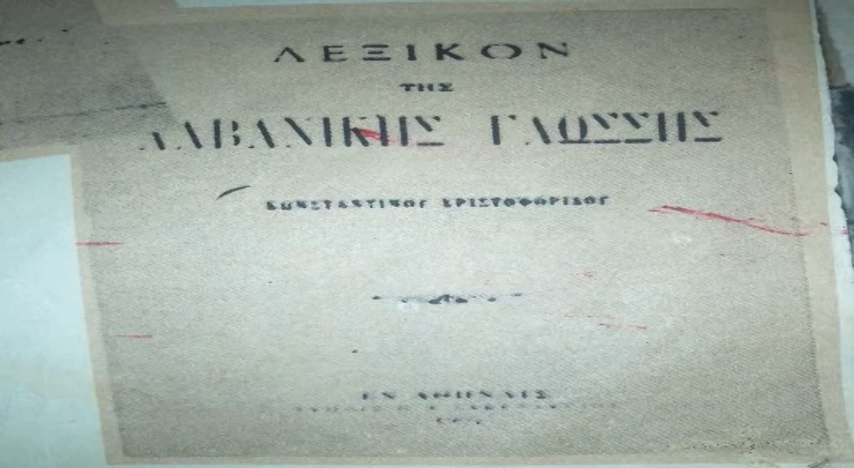 ΛΕΞΙΚΟΝ
ΤΗΣ
ΑΛΒΑΝΙΚΗΣ ΓΛΩΣΣΗΣ
ΚΩΝΣΤΑΝΤΙΝΟΥ ΧΡΙΣΤΟΦΟΡΙΔΟΥ
ΕΝ ΑΘΗΝΑΙΣ